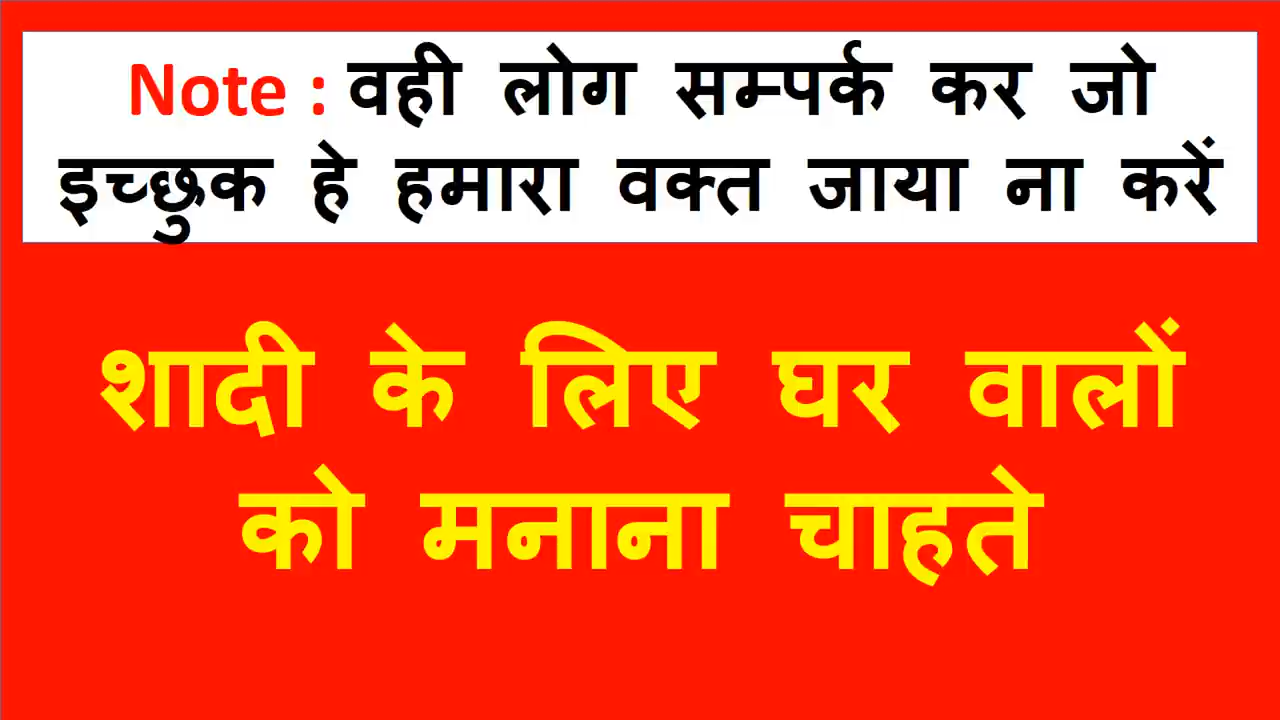 Note : वही लोग सम्पर्क कर जो
इच्छुक हे हमारा वक्त जाया ना करें
शादी के लिए घर वालों
को मनाना चाहते